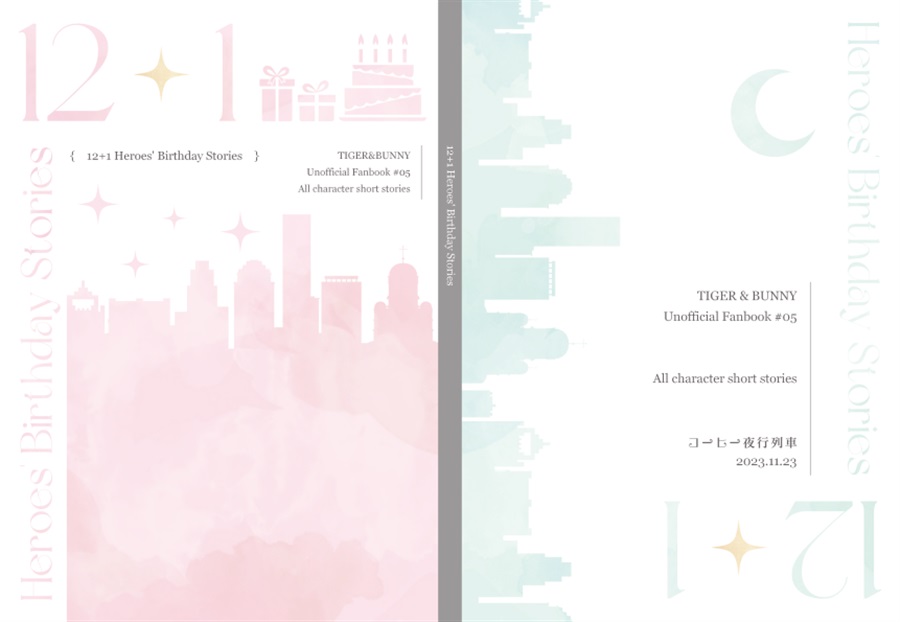 12 1
{ 12+1 Heroes' Birthday Stories }
TIGER&BUNNY
Unofficial Fanbook #05
All character short stories
Heroes' Birthday Stories
12+1 Heroes' Birthday Stories
Heroes' Birthday Stories
TIGER & BUNNY
Unofficial Fanbook #05
All character short stories
コーヒー夜行列車
2023.11.23
12 1